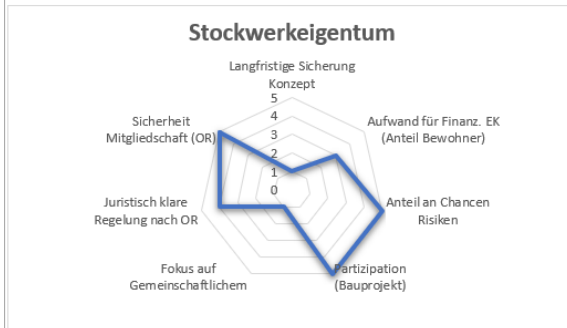 Stockwerkeigentum
Langfristige Sicherung
Konzept
5
4
3
2
1
0
Aufwand für Finanz. EK
(Anteil Bewohner)
Anteil an Chancen
Risiken
Partizipation
(Bauprojekt)
Fokus auf
Gemeinschaftlichem
Juristisch klare
Regelung nach OR
Sicherheit
Mitgliedschaft (OR)